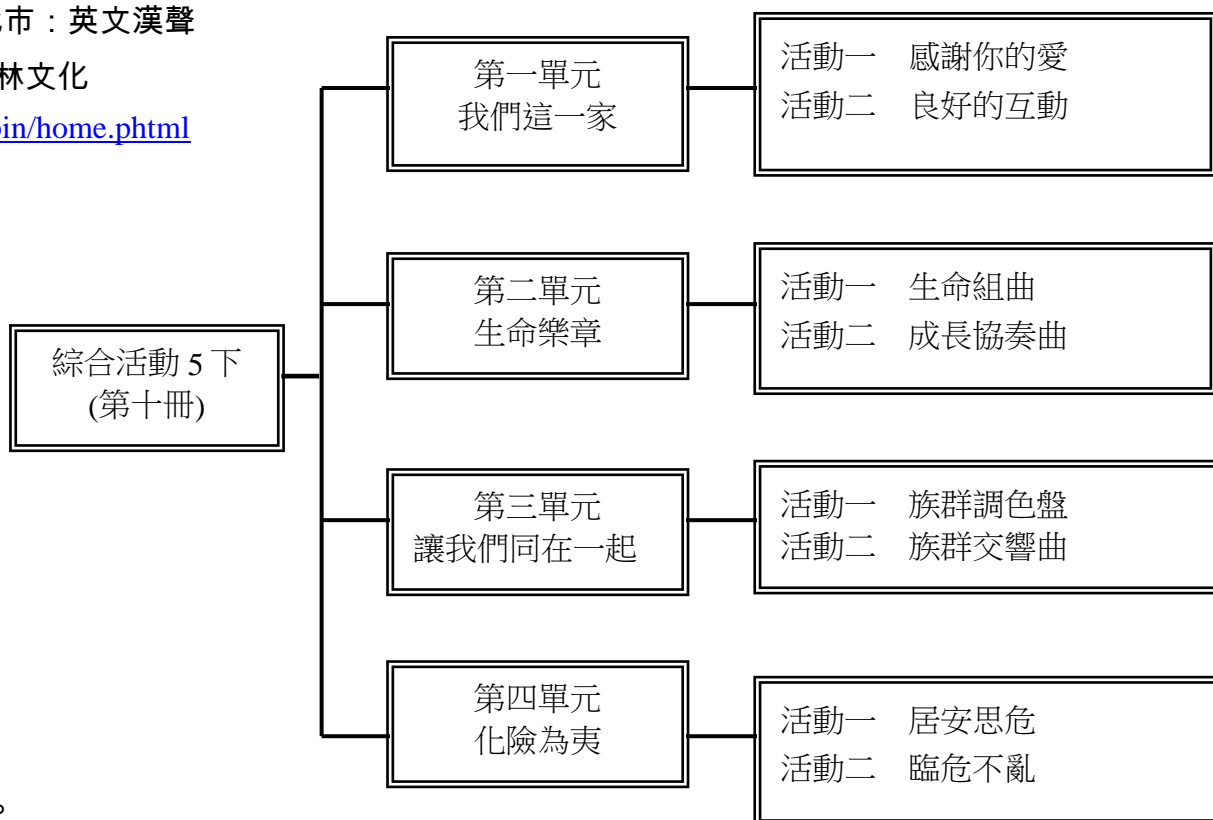 市：英文漢聲
林文化
in/home.phtml
第一單元
我們這一家
活動一 感謝你的愛
活動二 良好的互動
第二單元
生命樂章
活動一 生命組曲
活動二 成長協奏曲
綜合活動 5 下
(第十冊)
第三單元
讓我們同在一起
活動一 族群調色盤
活動二 族群交響曲
第四單元
化險為夷
活動一 居安思危
活動二 臨危不亂
。